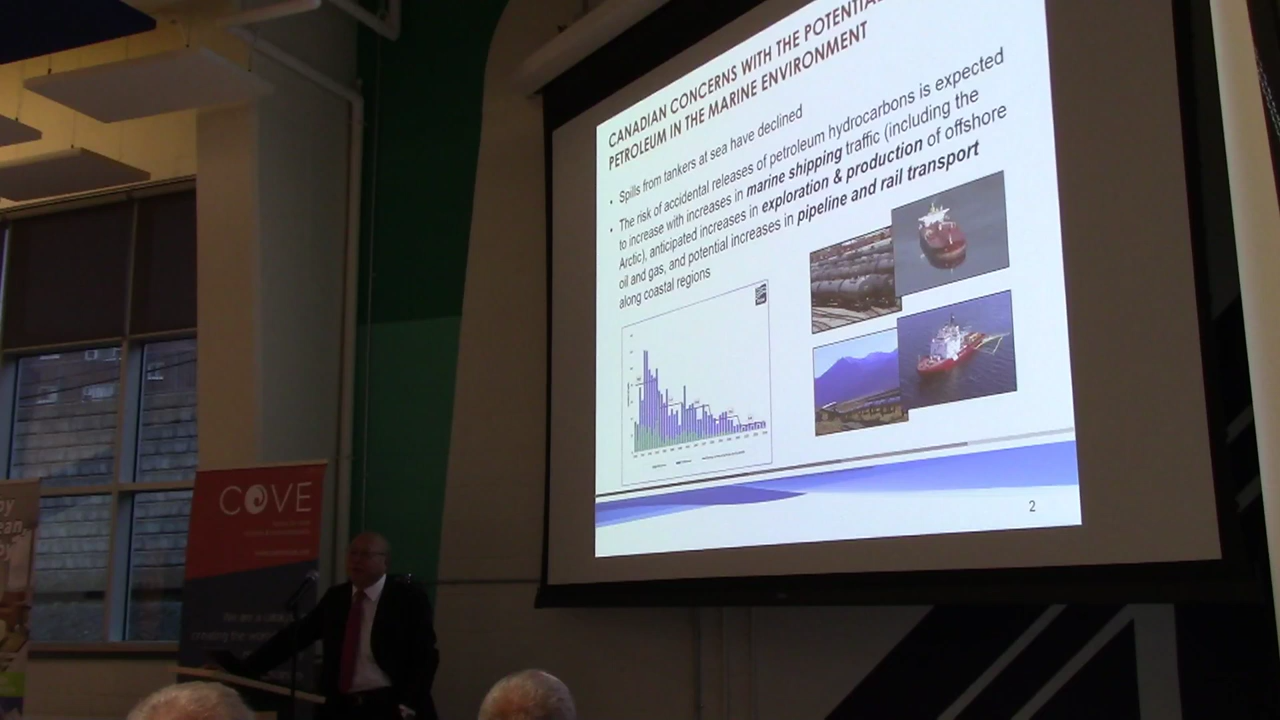 CANADIAN CONCERNS WITH THE POTENTIAL
PETROLEUM IN THE MARINE ENVIRONMENT
• Spills from tankers at sea have declined
• The risk of accidental releases of petroleum hydrocarbons is expected
to increase with increases in marine shipping traffic (including the
Arctic), anticipated increases in exploration & production of offshore
oil and gas, and potential increases in pipeline and rail transport
along coastal regions
2
COVE
creating the